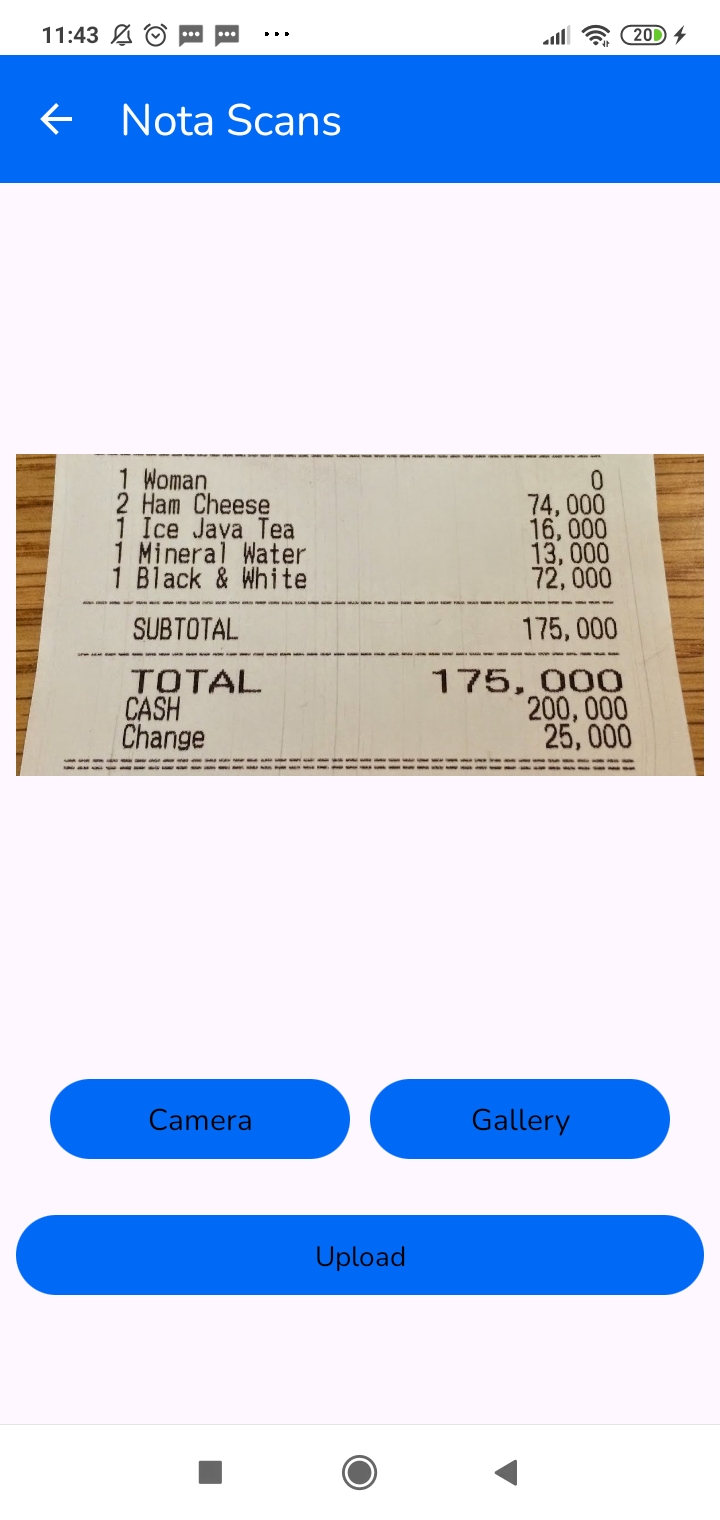 11:43 20
Nota Scans
1 Woman 0
2 Ham Cheese 74,000
1 Ice Java Tea 16,000
1 Mineral Water 13,000
1 Black & White 72,000
SUBTOTAL 175,000
TOTAL 175,000
CASH 200,000
Change 25,000
Camera Gallery
Upload